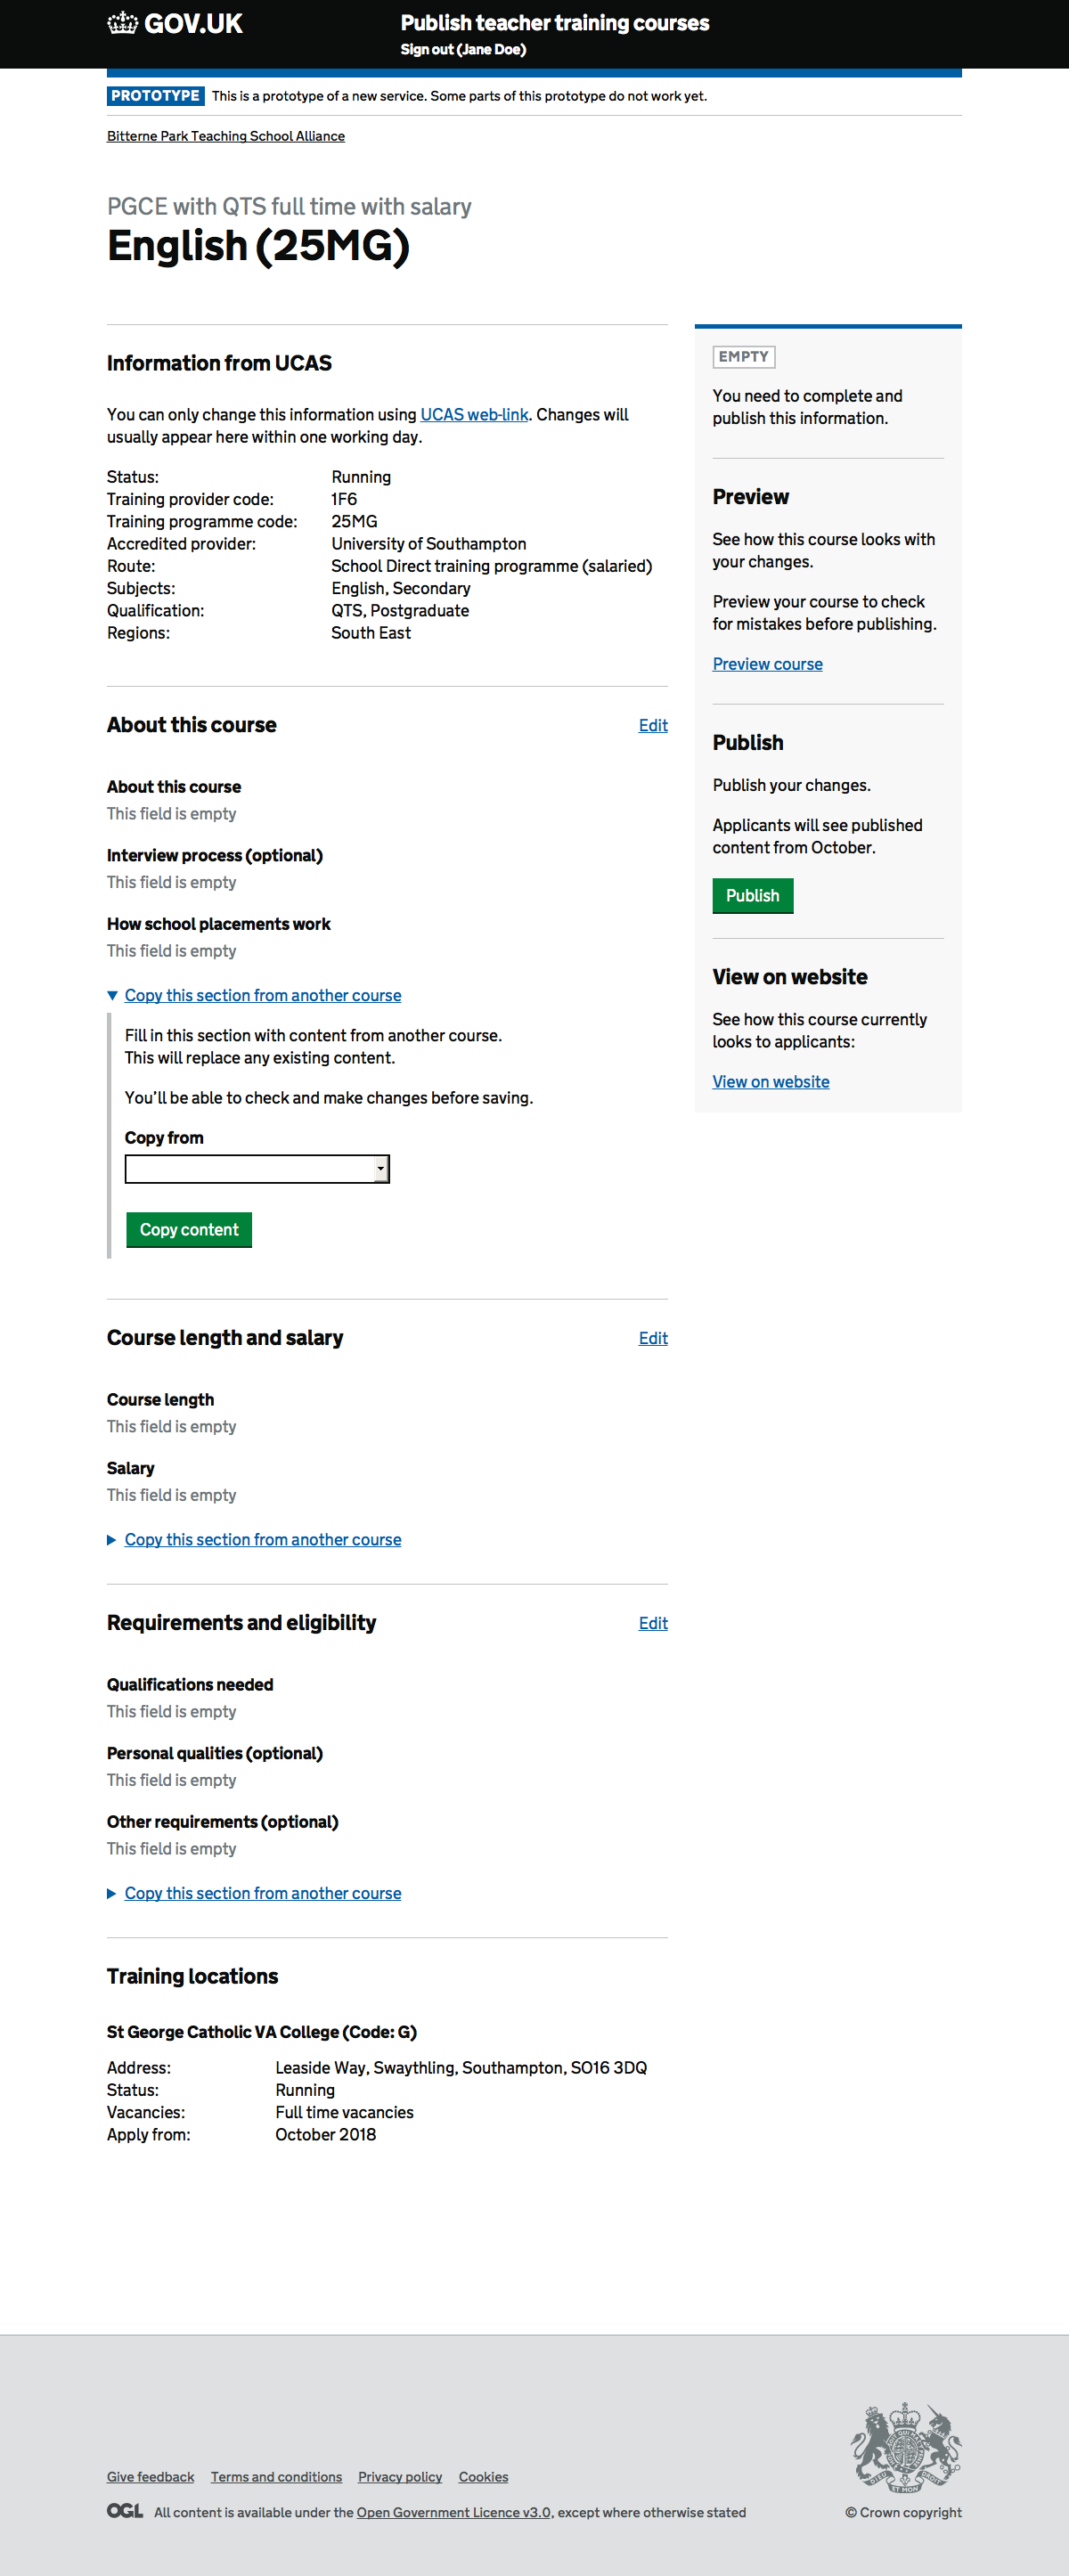 GOV.UK
Publish teacher training courses
Sign out (Jane Doe)
PROTOTYPE This is a prototype of a new service. Some parts of this prototype do not work yet.
Bitterne Park Teaching School Alliance
PGCE with QTS full time with salary
English (25MG)
Information from UCAS
You can only change this information using UCAS web-link. Changes will
usually appear here within one working day.
Status: Running
Training provider code: 1F6
Training programme code: 25MG
Accredited provider: University of Southampton
Route: School Direct training programme (salaried)
Subjects: English, Secondary
Qualification: QTS, Postgraduate
Regions: South East
About this course Edit
About this course
This field is empty
Interview process (optional)
This field is empty
How school placements work
This field is empty
Copy this section from another course
Fill in this section with content from another course.
This will replace any existing content.
You’ll be able to check and make changes before saving.
Copy from
Copy content
Course length and salary Edit
Course length
This field is empty
Salary
This field is empty
Copy this section from another course
Requirements and eligibility Edit
Qualifications needed
This field is empty
Personal qualities (optional)
This field is empty
Other requirements (optional)
This field is empty
Copy this section from another course
Training locations
St George Catholic VA College (Code: G)
Address: Leaside Way, Swaythling, Southampton, SO16 3DQ
Status: Running
Vacancies: Full time vacancies
Apply from: October 2018
EMPTY
You need to complete and
publish this information.
Preview
See how this course looks with
your changes.
Preview your course to check
for mistakes before publishing.
Preview course
Publish
Publish your changes.
Applicants will see published
content from October.
Publish
View on website
See how this course currently
looks to applicants:
View on website
Give feedback Terms and conditions Privacy policy Cookies
OGL All content is available under the Open Government Licence v3.0, except where otherwise stated
© Crown copyright